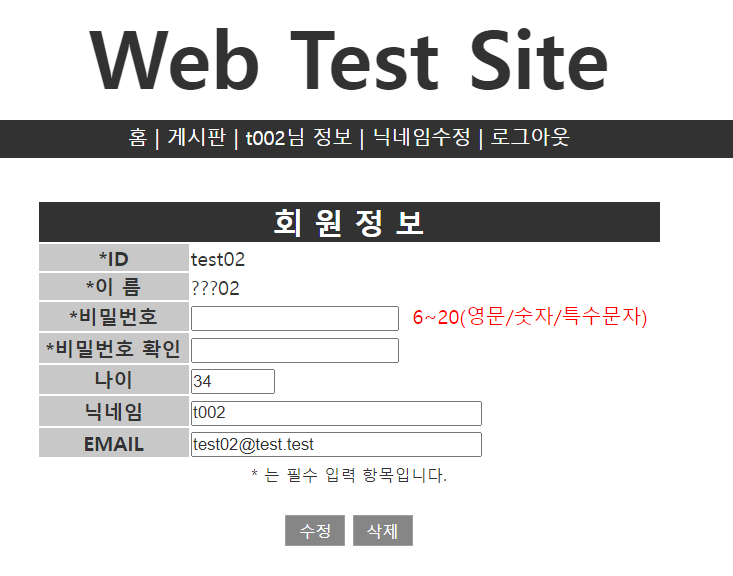 Web Test Site
홈 | 게시판 | t002님 정보 | 닉네임수정 | 로그아웃
회 원 정 보
*ID test02
*이 름 ???02
*비밀번호 6~20(영문/숫자/특수문자)
*비밀번호 확인
나이 34
닉네임 t002
EMAIL test02@test.test
* 는 필수 입력 항목입니다.
수정 삭제